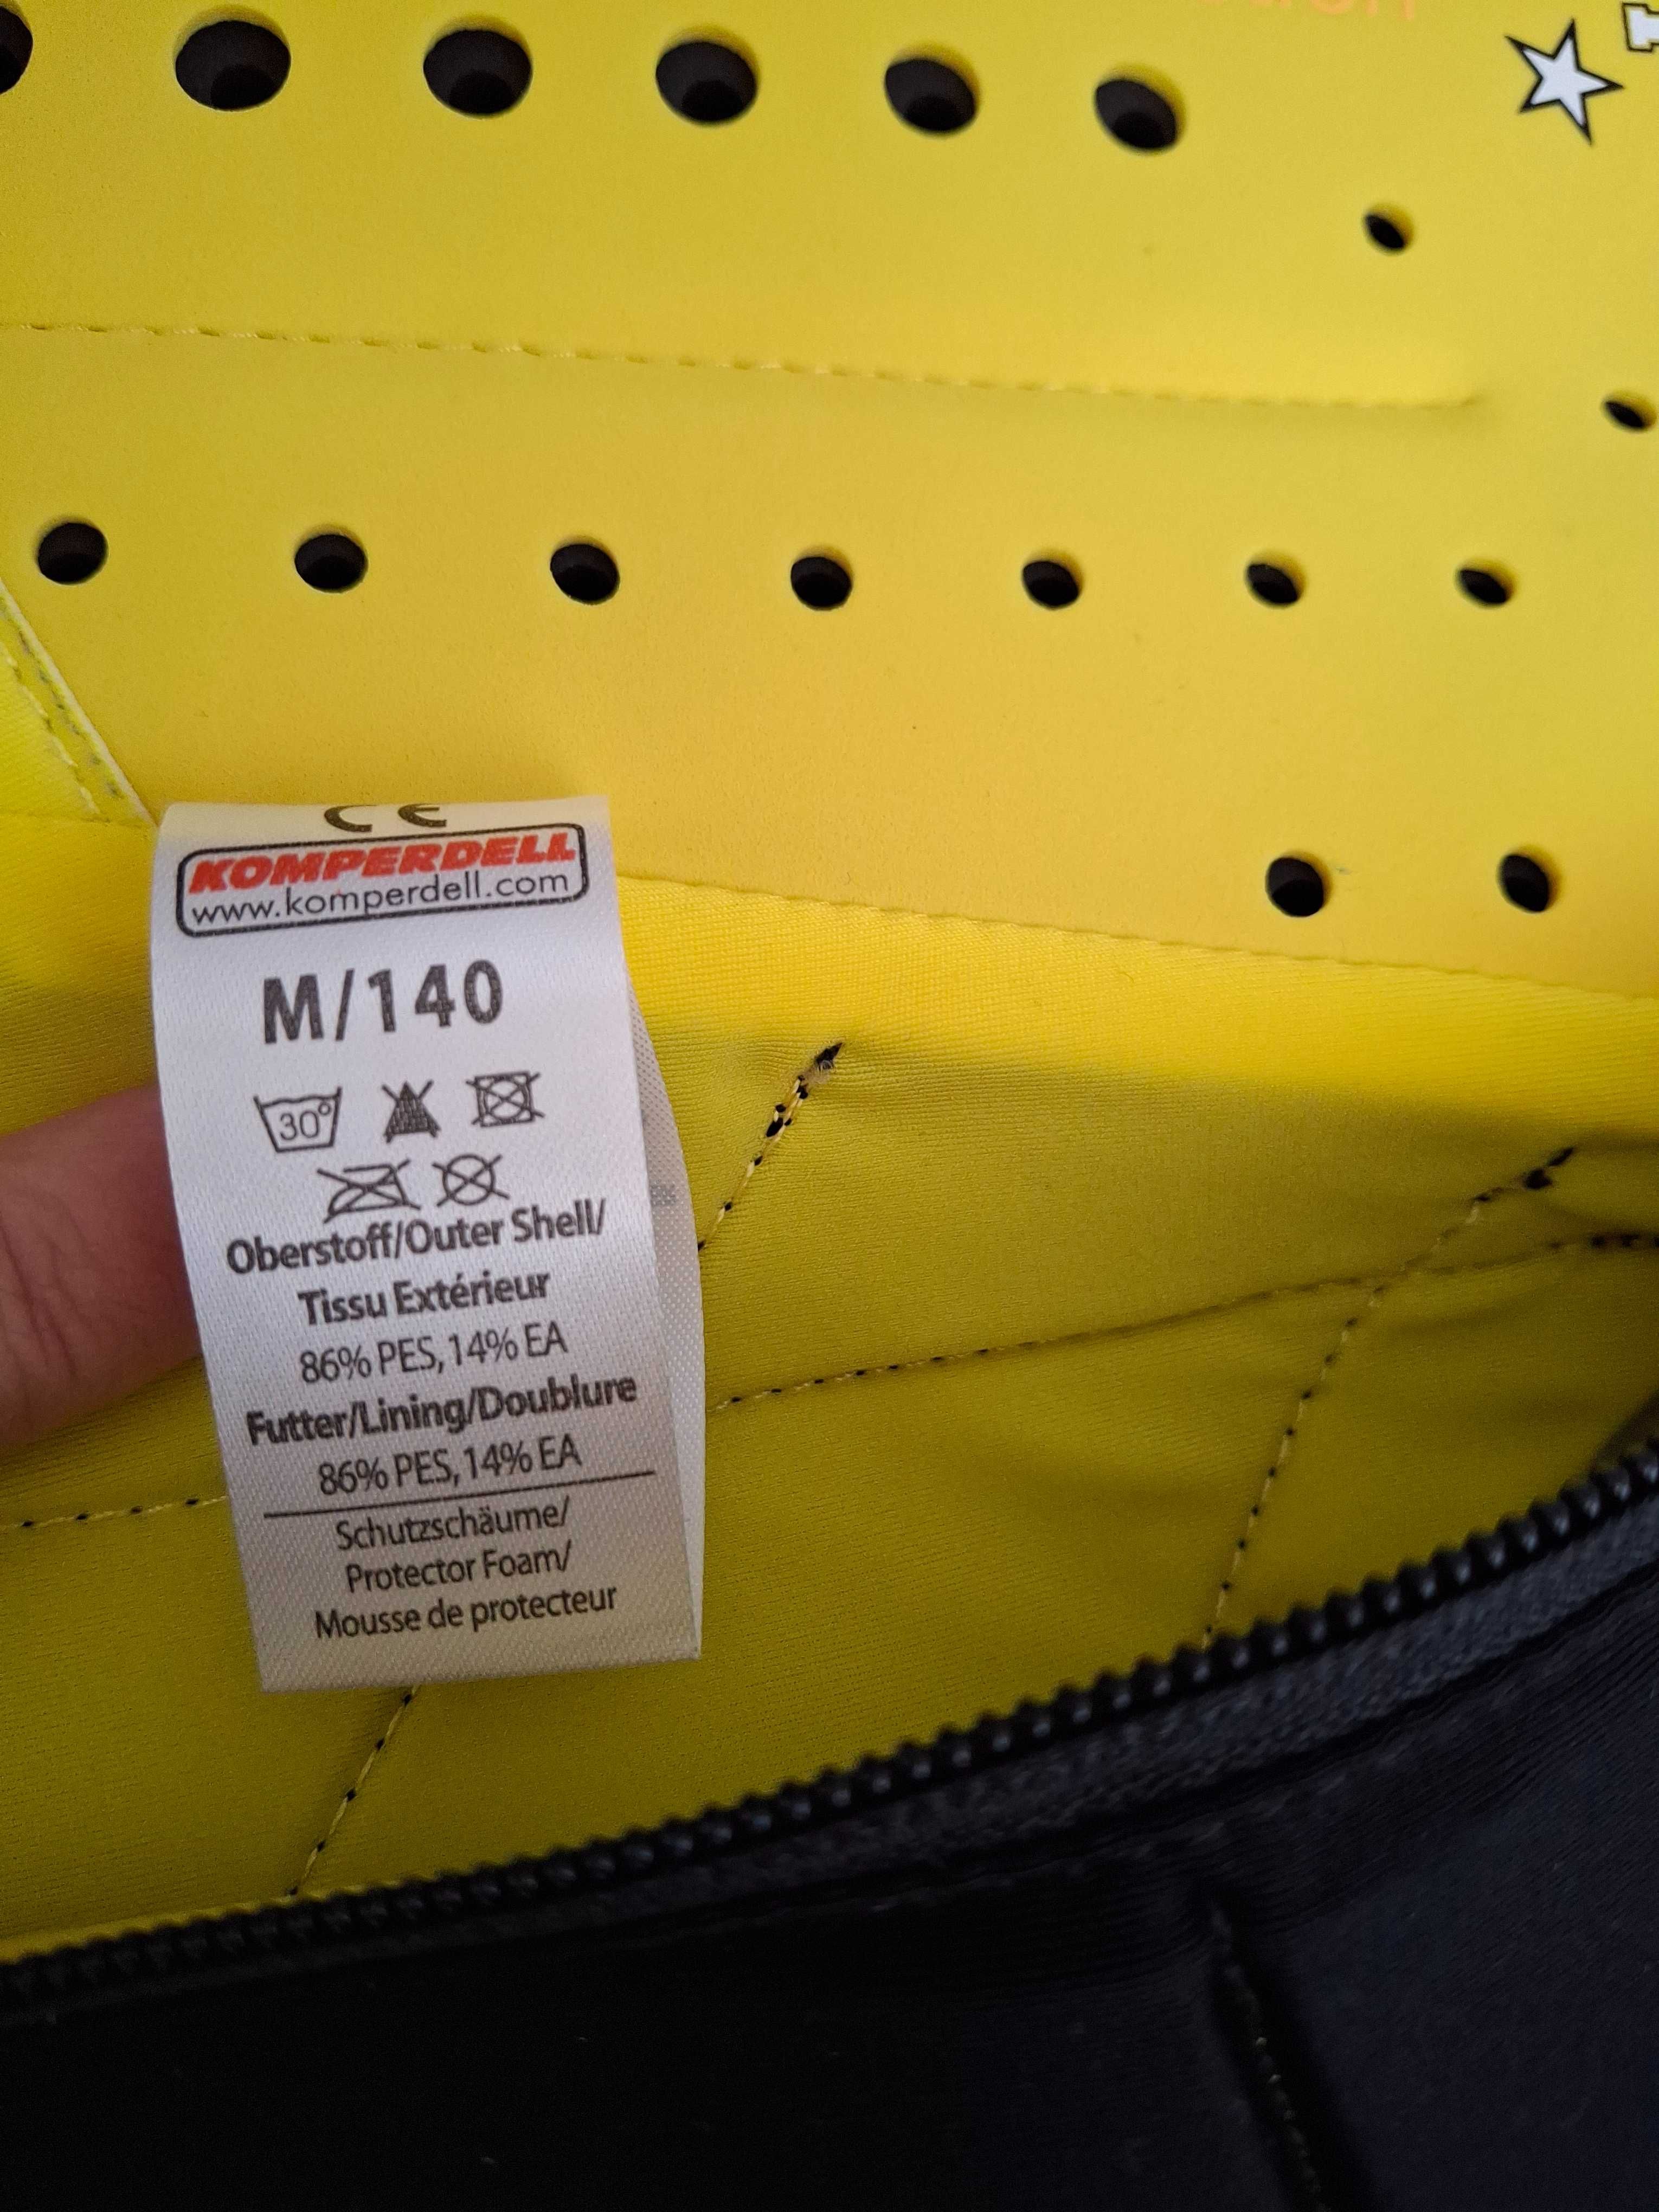 CE
KOMPERDELL
www.komperdell.com
M/140
30°
Oberstoff/Outer Shell/
Tissu Extérieur
86% PES, 14% EA
Futter/Lining/Doublure
86% PES, 14% EA
Schutzschäume/
Protector Foam/
Mousse de protecteur